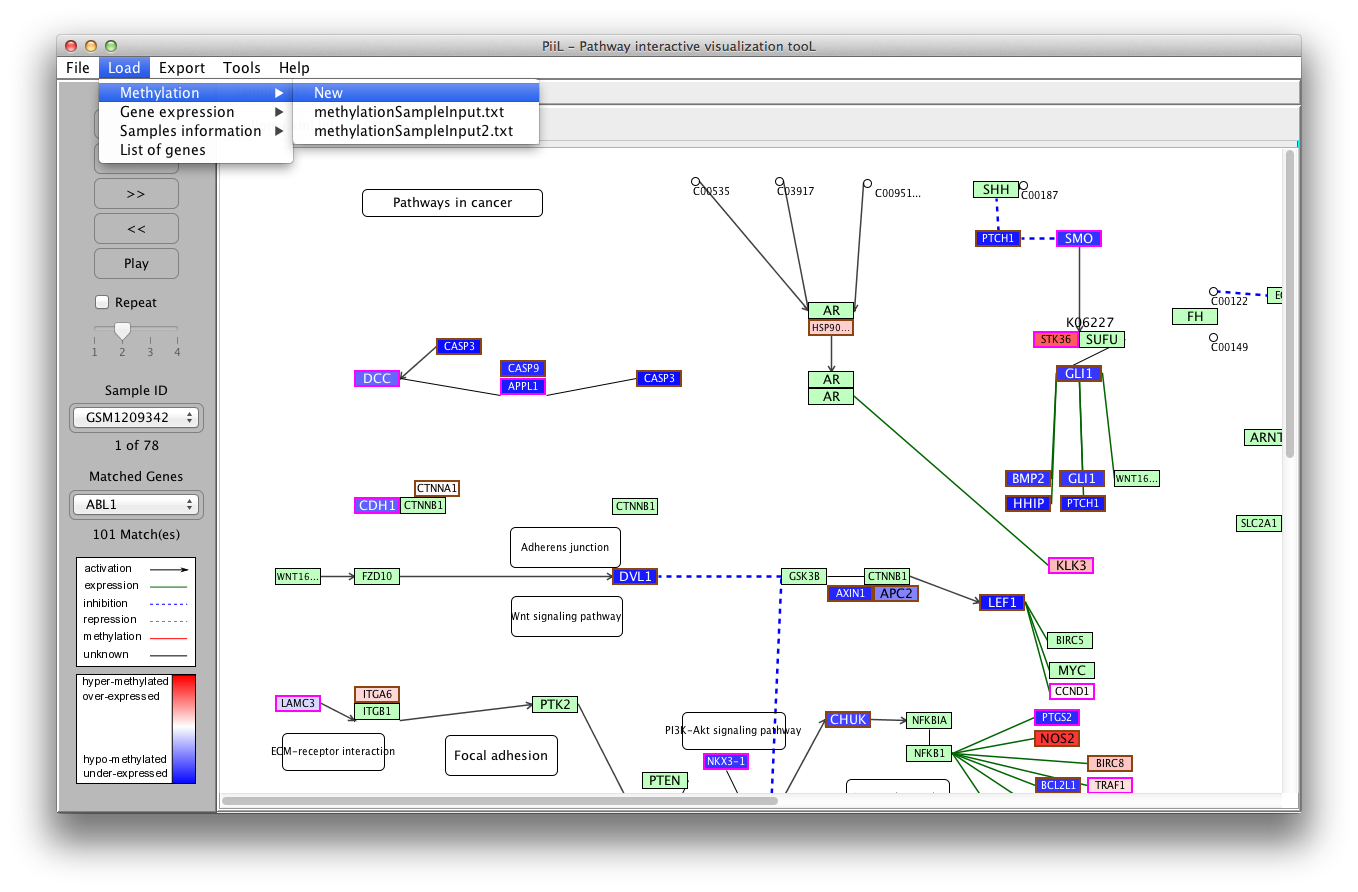 PiiL - Pathway interactive visualization tooL
File Load Export Tools Help
Methylation
Gene expression
Samples information
List of genes
New
methylationSampleInput.txt
methylationSampleInput2.txt
>>
<<
Play
Repeat
1 2 3 4
Sample ID
GSM1209342
1 of 78
Matched Genes
ABL1
101 Match(es)
activation
expression
inhibition
repression
methylation
unknown
hyper-methylated
over-expressed
hypo-methylated
under-expressed
Pathways in cancer
C00535
C03917
C00951...
SHH
C00187
PTCH1
SMO
C00122
FH
C00149
AR
HSP90...
K06227
STK36
SUFU
CASP3
DCC
CASP9
APPL1
CASP3
AR
AR
GLI1
ARNT
BMP2
GLI1
WNT16...
HHIP
PTCH1
CTNNA1
CDH1
CTNNB1
CTNNB1
SLC2A1
Adherens junction
KLK3
WNT16...
FZD10
DVL1
GSK3B
CTNNB1
AXIN1
APC2
LEF1
Wnt signaling pathway
BIRC5
MYC
CCND1
LAMC3
ITGA6
ITGB1
PTK2
ECM-receptor interaction
Focal adhesion
PI3K-Akt signaling pathway
CHUK
NFKBIA
NFKB1
PTGS2
NOS2
BIRC8
NKX3-1
PTEN
BCL2L1
TRAF1